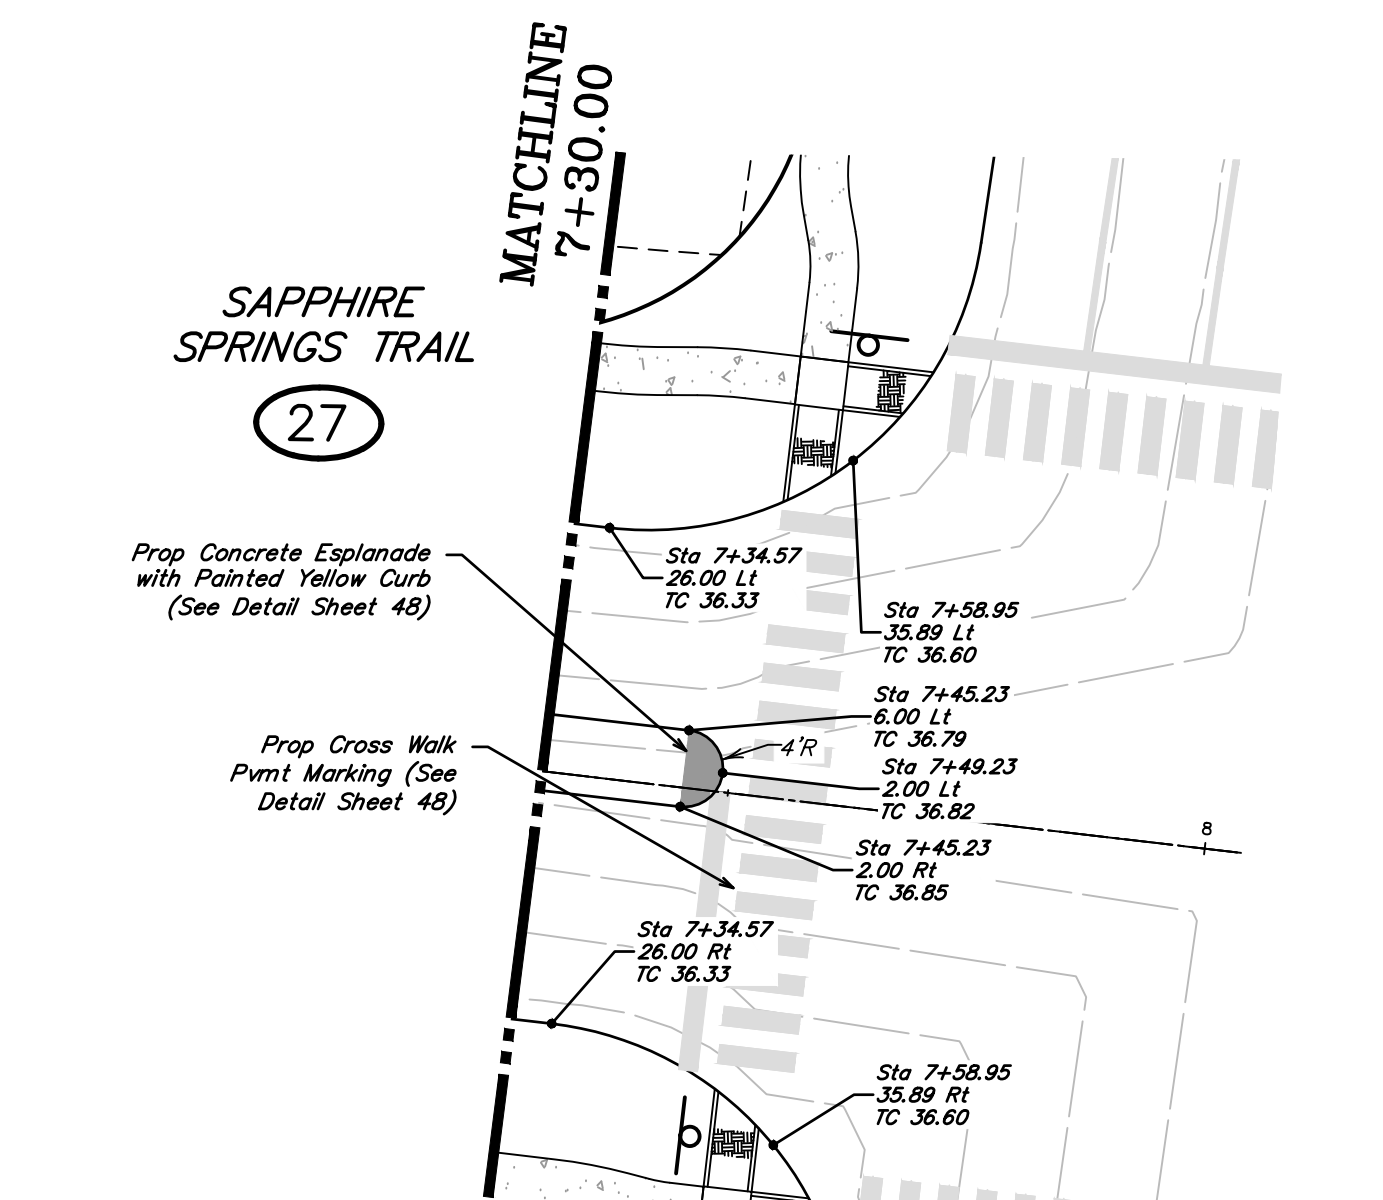 MATCHLINE
7+30.00
SAPPHIRE
SPRINGS TRAIL
27
Prop Concrete Esplanade
with Painted Yellow Curb
(See Detail Sheet 48)
Sta 7+34.57
26.00 Lt
TC 36.33
Sta 7+58.95
35.89 Lt
TC 36.60
Sta 7+45.23
6.00 Lt
TC 36.79
4'R
Prop Cross Walk
Pvmt Marking (See
Detail Sheet 48)
Sta 7+49.23
2.00 Lt
TC 36.82
8
Sta 7+45.23
2.00 Rt
TC 36.85
Sta 7+34.57
26.00 Rt
TC 36.33
Sta 7+58.95
35.89 Rt
TC 36.60